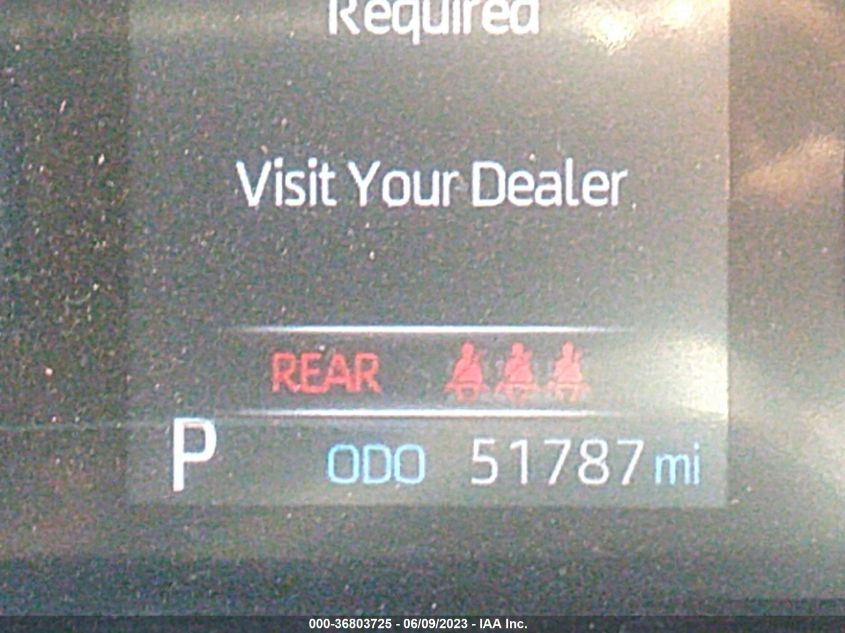 Required
Visit Your Dealer
REAR
P ODO 51787 mi
000-36803725 - 06/09/2023 - IAA Inc.